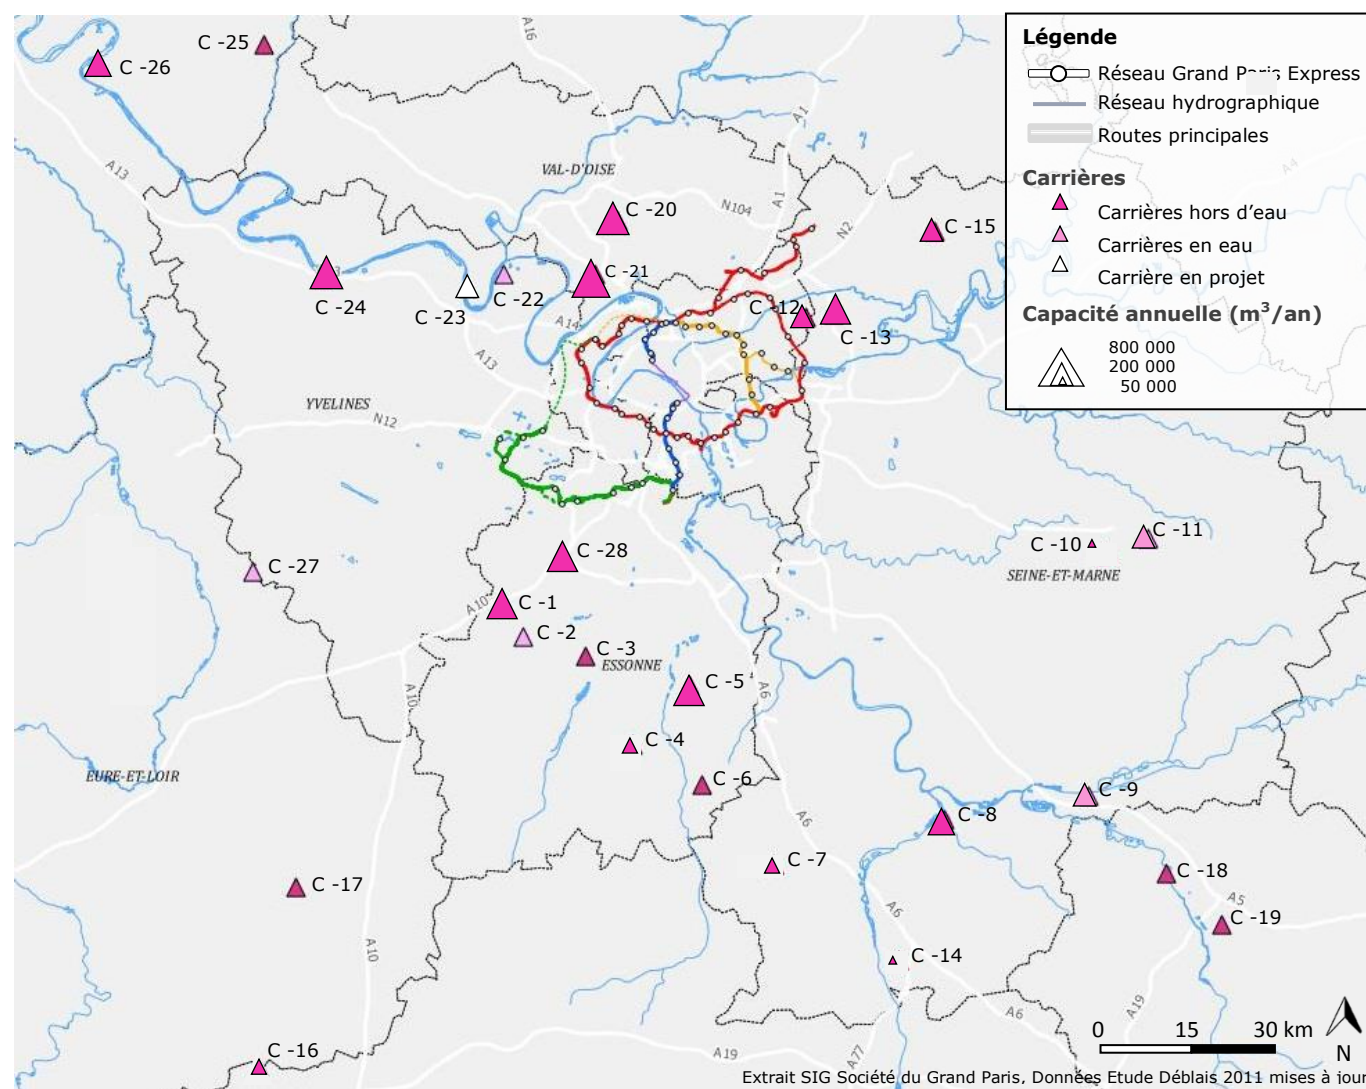 Légende
Réseau Grand Paris Express
Réseau hydrographique
Routes principales
Carrières
Carrières hors d’eau
Carrières en eau
Carrière en projet
Capacité annuelle (m³/an)
800 000
200 000
50 000
A4
C -25
C -26
A16
A1
A13
VAL-D'OISE
N104
A1
N2
C -20
C -15
C -21
C -22
C -24
C -23
C -12
C -13
A14
A13
YVELINES
N12
C -10
C -11
SEINE-ET-MARNE
C -28
C -27
A10
C -1
C -2
C -3
ESSONNE
C -5
A6
A10
C -4
C -6
EURE-ET-LOIR
C -9
C -8
A6
C -7
C -17
C -18
A5
C -19
A6
A10
C -14
A19
A6
C -16
A19
A77
0 15 30 km
N
Extrait SIG Société du Grand Paris, Données Etude Déblais 2011 mises à jour